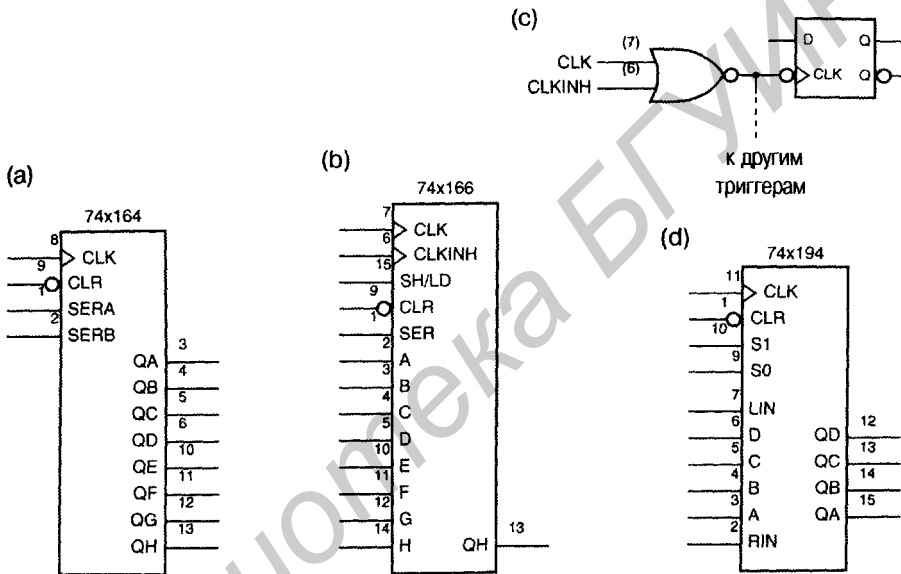 (c)
CLK (7)
CLKINH (6)
D Q
CLK Q
к другим
триггерам
(a)
74x164
8 CLK
9 CLR
1 SERA
2 SERB
QA 3
QB 4
QC 5
QD 6
QE 10
QF 11
QG 12
QH 13
(b)
74x166
7 CLK
6 CLKINH
15 SH/LD
9 CLR
1 SER
2 A
3 B
4 C
5 D
10 E
11 F
12 G
14 H QH 13
(d)
74x194
11 CLK
1 CLR
10 S1
9 S0
7 LIN
6 D QD 12
5 C QC 13
4 B QB 14
3 A QA 15
2 RIN
иотека БГУИР